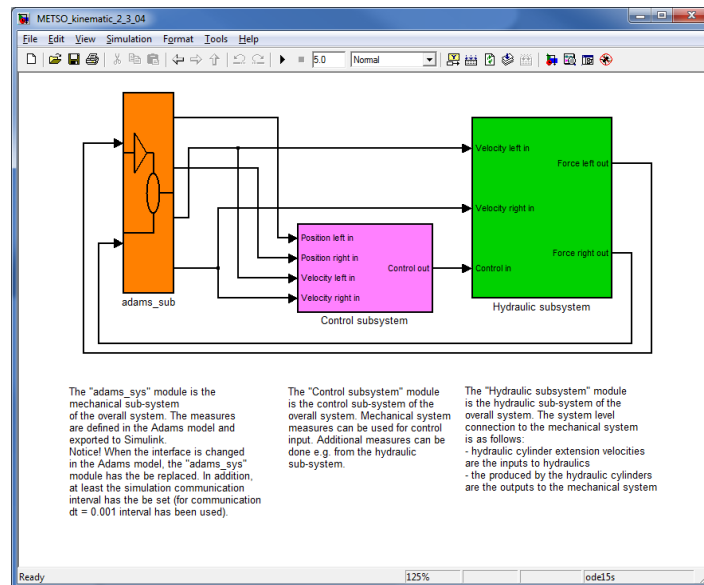 METSO_kinematic_2_3_04
File Edit View Simulation Format Tools Help
5.0 Normal
Velocity left in
Force left out
Velocity right in
Position left in
Position right in
Force right out
Velocity left in
Control out
Control in
Velocity right in
adams_sub
Control subsystem
Hydraulic subsystem
The "adams_sys" module is the
mechanical sub-system
of the overall system. The measures
are defined in the Adams model and
exported to Simulink.
Notice! When the interface is changed
in the Adams model, the "adams_sys"
module has the be replaced. In addition,
at least the simulation communication
interval has the be set (for communication
dt = 0.001 interval has been used).
The "Control subsystem" module
is the control sub-system of the
overall system. Mechanical system
measures can be used for control
input. Additional measures can be
done e.g. from the hydraulic
sub-system.
The "Hydraulic subsystem" module
is the hydraulic sub-system of the
overall system. The system level
connection to the mechanical system
is as follows:
- hydraulic cylinder extension velocities
are the inputs to hydraulics
- the produced by the hydraulic cylinders
are the outputs to the mechanical system
Ready 125% ode15s